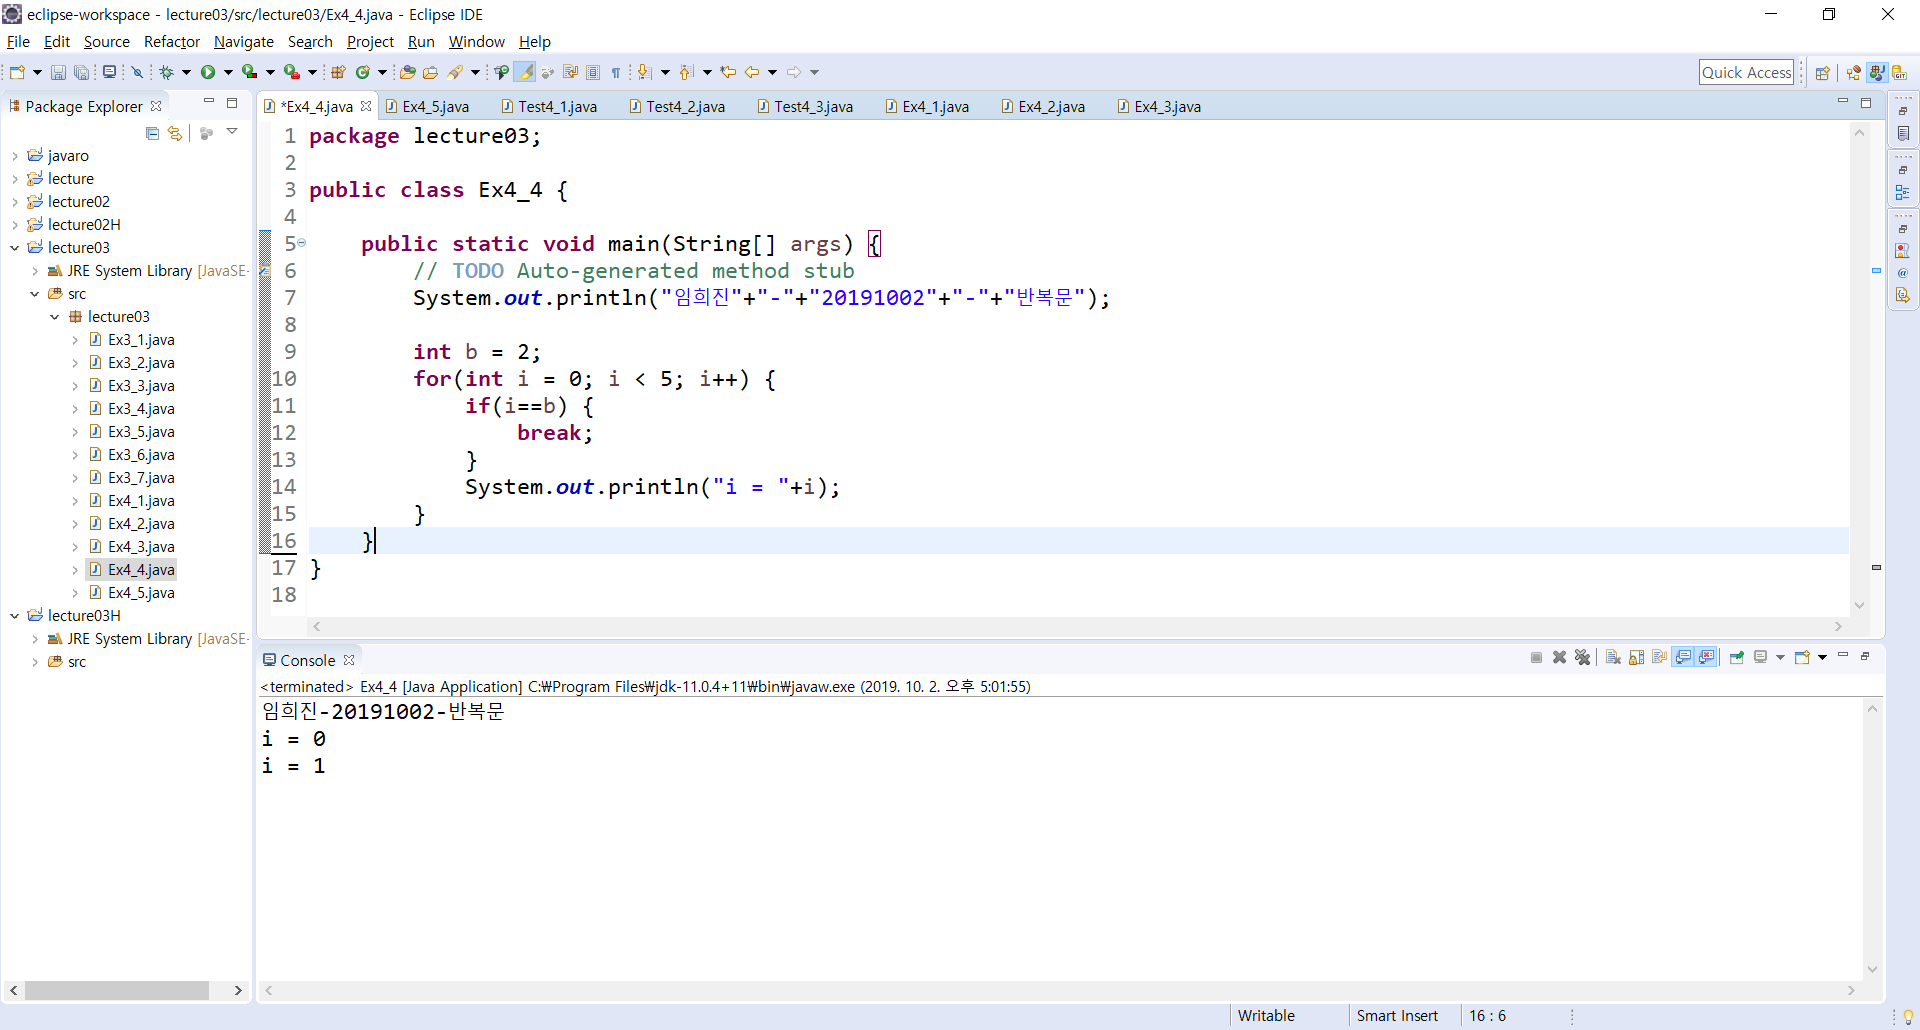 eclipse-workspace - lecture03/src/lecture03/Ex4_4.java - Eclipse IDE
File Edit Source Refactor Navigate Search Project Run Window Help
Quick Access
Package Explorer
*Ex4_4.java Ex4_5.java Test4_1.java Test4_2.java Test4_3.java Ex4_1.java Ex4_2.java Ex4_3.java
javaro
lecture
lecture02
lecture02H
lecture03
JRE System Library [JavaSE-
src
lecture03
Ex3_1.java
Ex3_2.java
Ex3_3.java
Ex3_4.java
Ex3_5.java
Ex3_6.java
Ex3_7.java
Ex4_1.java
Ex4_2.java
Ex4_3.java
Ex4_4.java
Ex4_5.java
lecture03H
JRE System Library [JavaSE-
src
1 package lecture03;
2
3 public class Ex4_4 {
4
5 public static void main(String[] args) {
6 // TODO Auto-generated method stub
7 System.out.println("임희진"+"-"+"20191002"+"-"+"반복문");
8
9 int b = 2;
10 for(int i = 0; i < 5; i++) {
11 if(i==b) {
12 break;
13 }
14 System.out.println("i = "+i);
15 }
16 }
17 }
18
Console
<terminated> Ex4_4 [Java Application] C:₩Program Files₩jdk-11.0.4+11₩bin₩javaw.exe (2019. 10. 2. 오후 5:01:55)
임희진-20191002-반복문
i = 0
i = 1
Writable Smart Insert 16 : 6